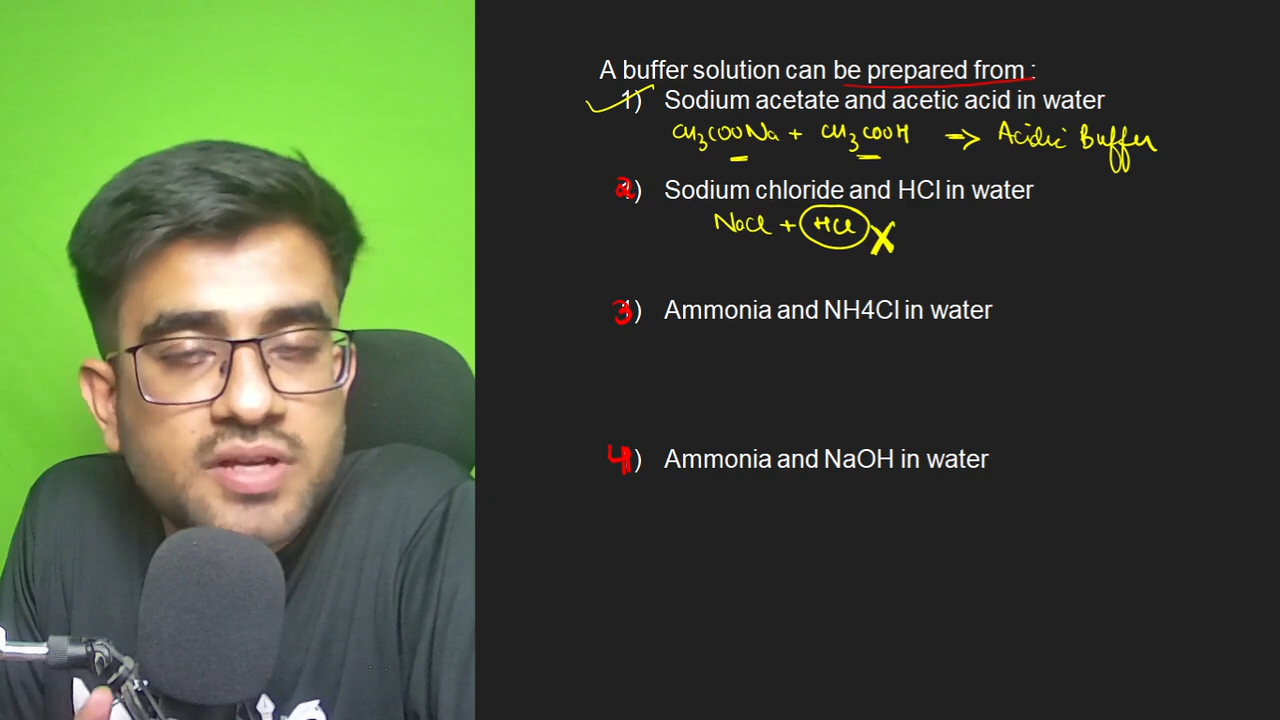 A buffer solution can be prepared from :
1) Sodium acetate and acetic acid in water
CH3COONa + CH3COOH ⇒ Acidic Buffer
2) Sodium chloride and HCl in water
NaCl + HCl X
3) Ammonia and NH4Cl in water
4) Ammonia and NaOH in water